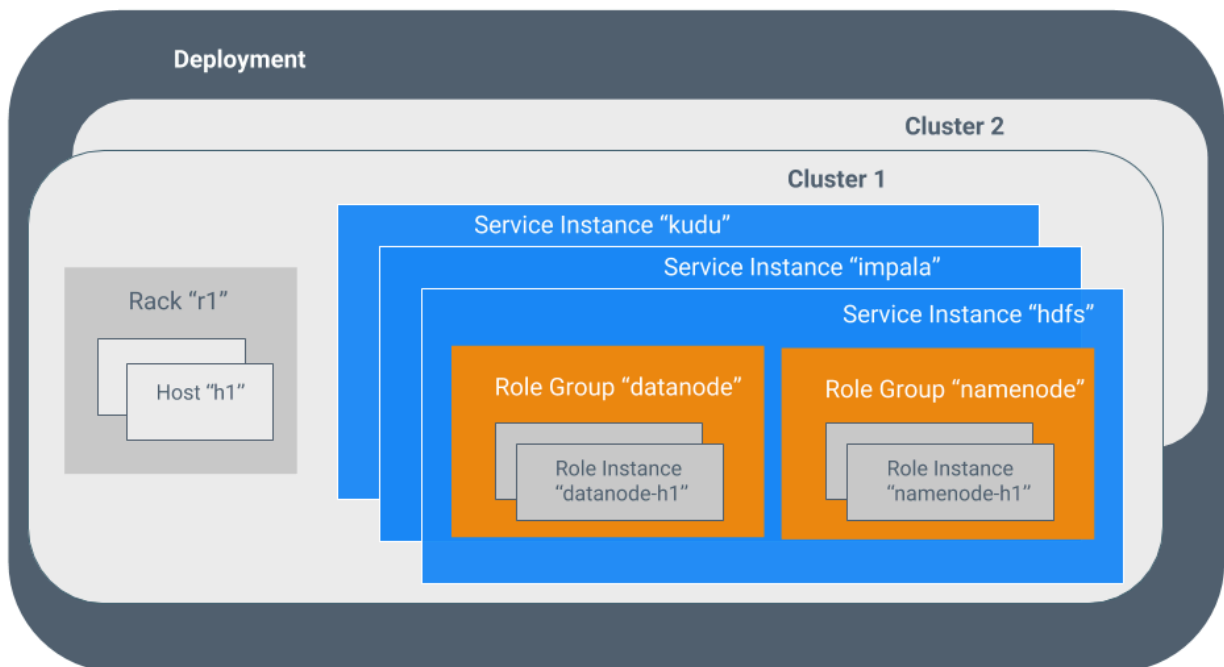 Deployment
Cluster 2
Cluster 1
Service Instance “kudu”
Service Instance “impala”
Service Instance “hdfs”
Rack “r1”
Host “h1”
Role Group “datanode”
Role Instance
“datanode-h1”
Role Group “namenode”
Role Instance
“namenode-h1”